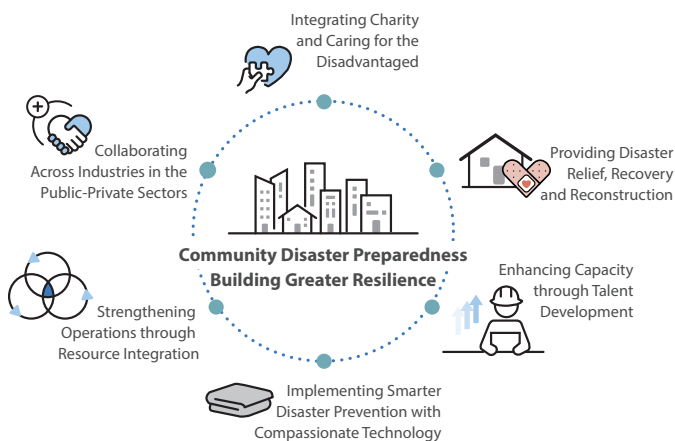 Integrating Charity
and Caring for the
Disadvantaged
Collaborating
Across Industries in the
Public-Private Sectors
Providing Disaster
Relief, Recovery
and Reconstruction
Community Disaster Preparedness
Building Greater Resilience
Strengthening
Operations through
Resource Integration
Enhancing Capacity
through Talent
Development
Implementing Smarter
Disaster Prevention with
Compassionate Technology